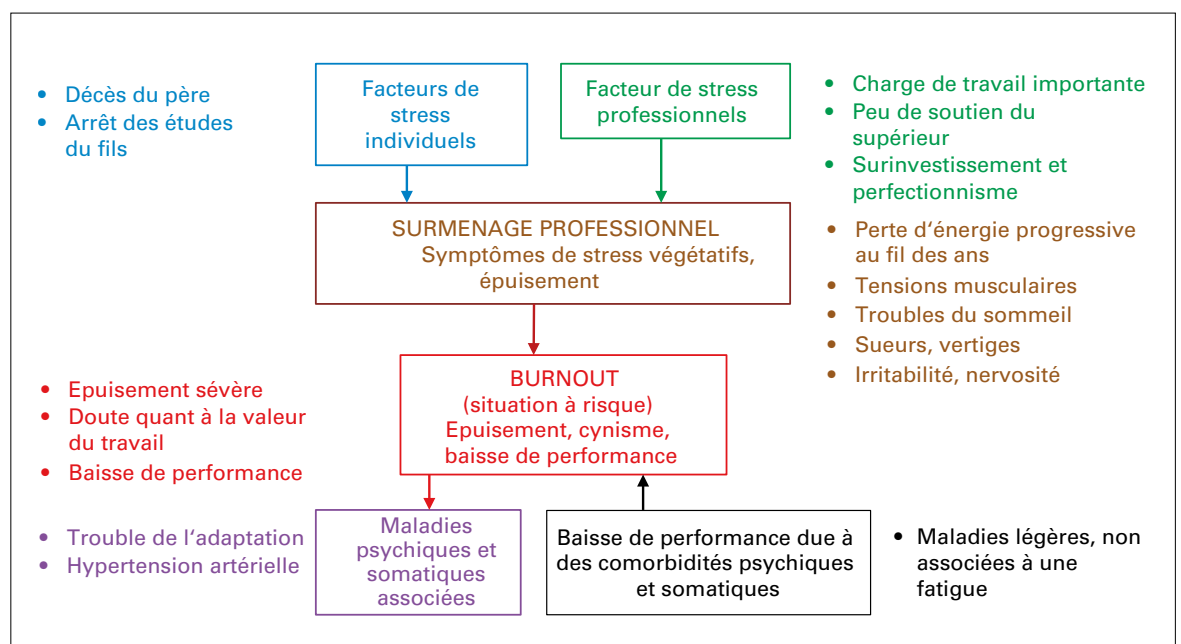 • Décès du père
• Arrêt des études
du fils
Facteurs de
stress
individuels
Facteur de stress
professionnels
• Charge de travail importante
• Peu de soutien du
supérieur
• Surinvestissement et
perfectionnisme
SURMENAGE PROFESSIONNEL
Symptômes de stress végétatifs,
épuisement
• Perte d‘énergie progressive
au fil des ans
• Tensions musculaires
• Troubles du sommeil
• Sueurs, vertiges
• Irritabilité, nervosité
• Epuisement sévère
• Doute quant à la valeur
du travail
• Baisse de performance
BURNOUT
(situation à risque)
Epuisement, cynisme,
baisse de performance
• Trouble de l‘adaptation
• Hypertension artérielle
Maladies
psychiques et
somatiques
associées
Baisse de performance due à
des comorbidités psychiques
et somatiques
• Maladies légères, non
associées à une
fatigue